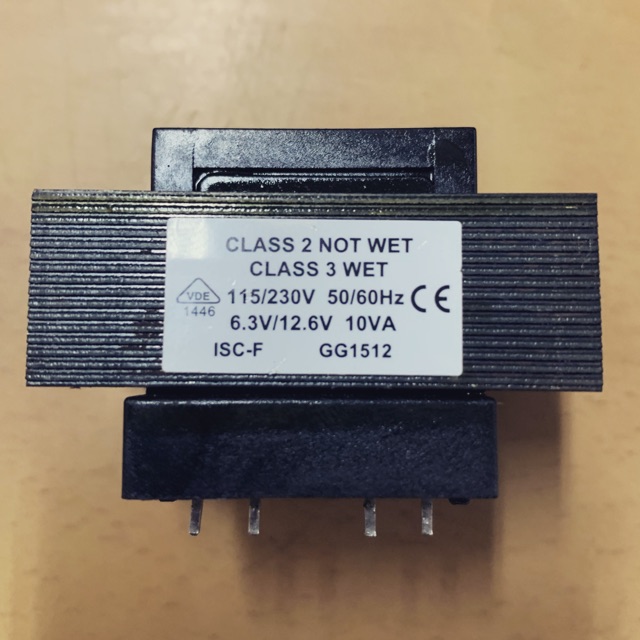 CLASS 2 NOT WET
CLASS 3 WET
VDE 115/230V 50/60Hz CE
1446
6.3V/12.6V 10VA
ISC-F GG1512